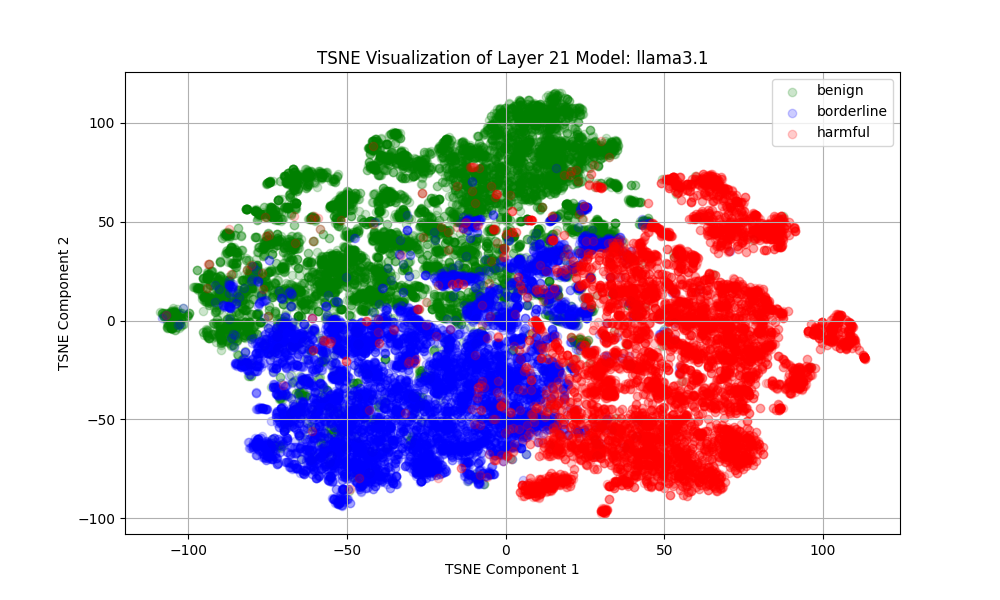 TSNE Visualization of Layer 21 Model: llama3.1
benign
borderline
harmful
100
50
0
−50
−100
TSNE Component 2
−100
−50
0
50
100
TSNE Component 1